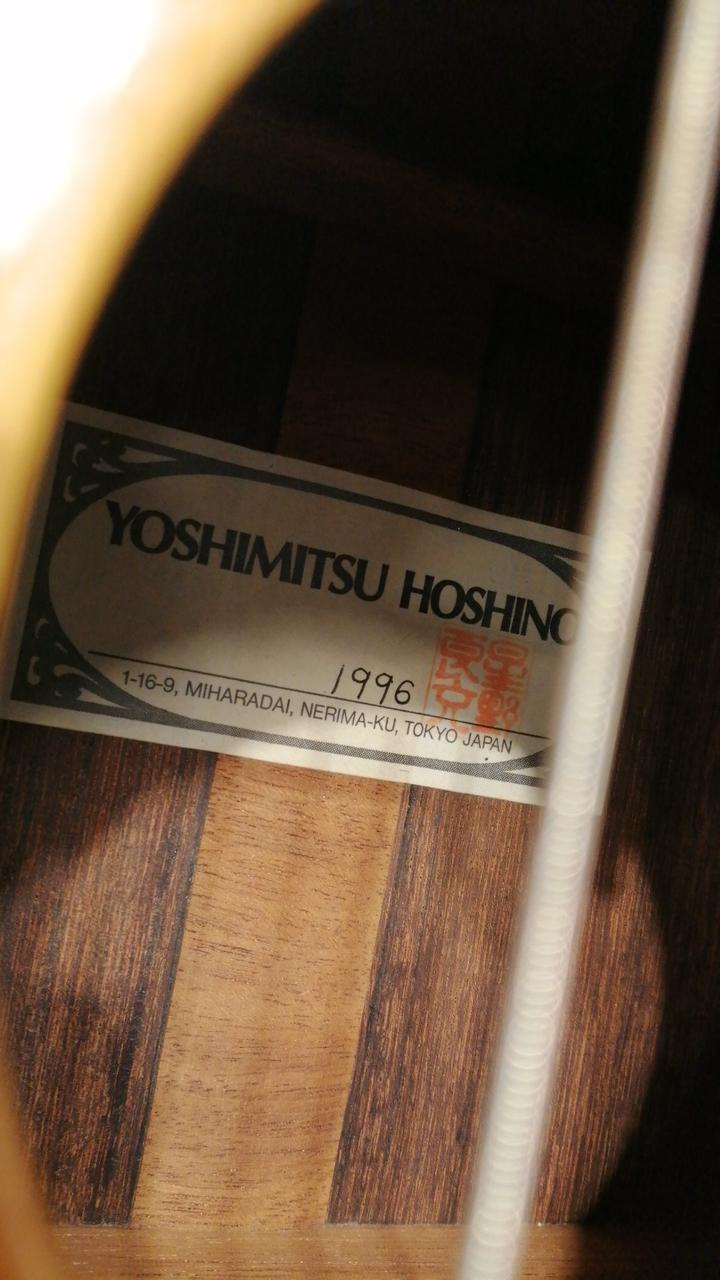 YOSHIMITSU HOSHINO
1996
1-16-9, MIHARADAI, NERIMA-KU, TOKYO JAPAN